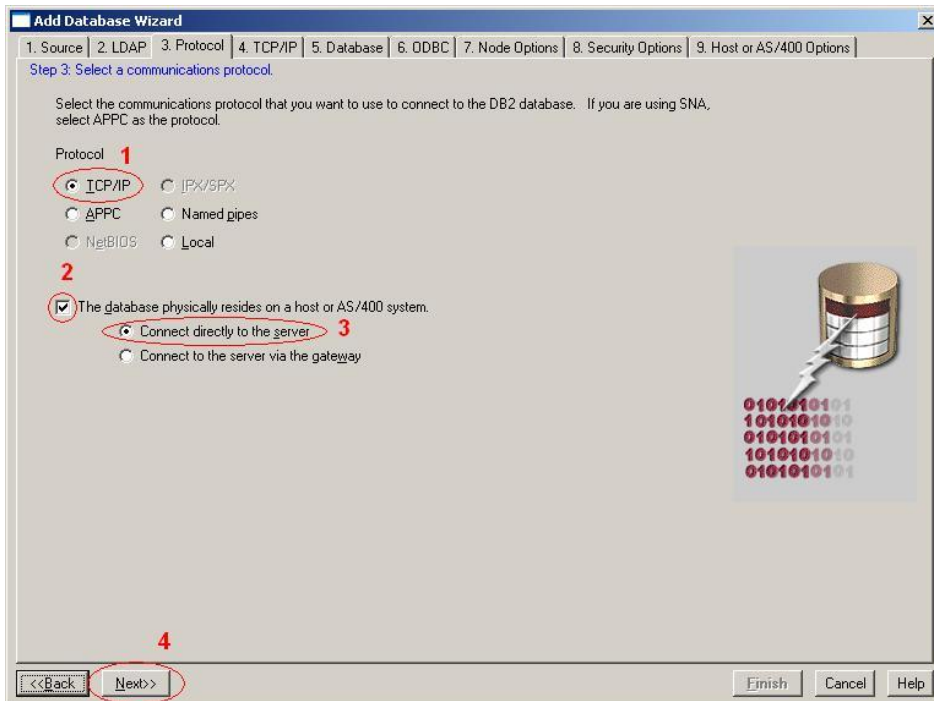 Add Database Wizard
1. Source 2. LDAP 3. Protocol 4. TCP/IP 5. Database 6. ODBC 7. Node Options 8. Security Options 9. Host or AS/400 Options
Step 3: Select a communications protocol.
Select the communications protocol that you want to use to connect to the DB2 database. If you are using SNA,
select APPC as the protocol.
Protocol 1
TCP/IP IPX/SPX
APPC Named pipes
NetBIOS Local
2
The database physically resides on a host or AS/400 system.
Connect directly to the server 3
Connect to the server via the gateway
0101010101
1010101010
0101010101
1010101010
0101010101
4
<<Back Next>> Finish Cancel Help